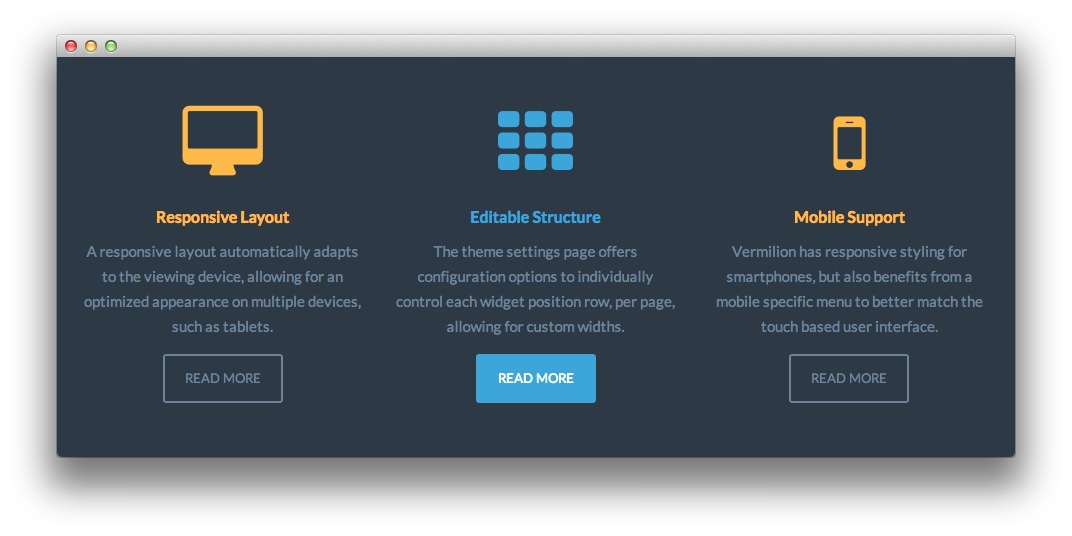 Responsive Layout
A responsive layout automatically adapts
to the viewing device, allowing for an
optimized appearance on multiple devices,
such as tablets.
READ MORE
Editable Structure
The theme settings page offers
configuration options to individually
control each widget position row, per page,
allowing for custom widths.
READ MORE
Mobile Support
Vermilion has responsive styling for
smartphones, but also benefits from a
mobile specific menu to better match the
touch based user interface.
READ MORE